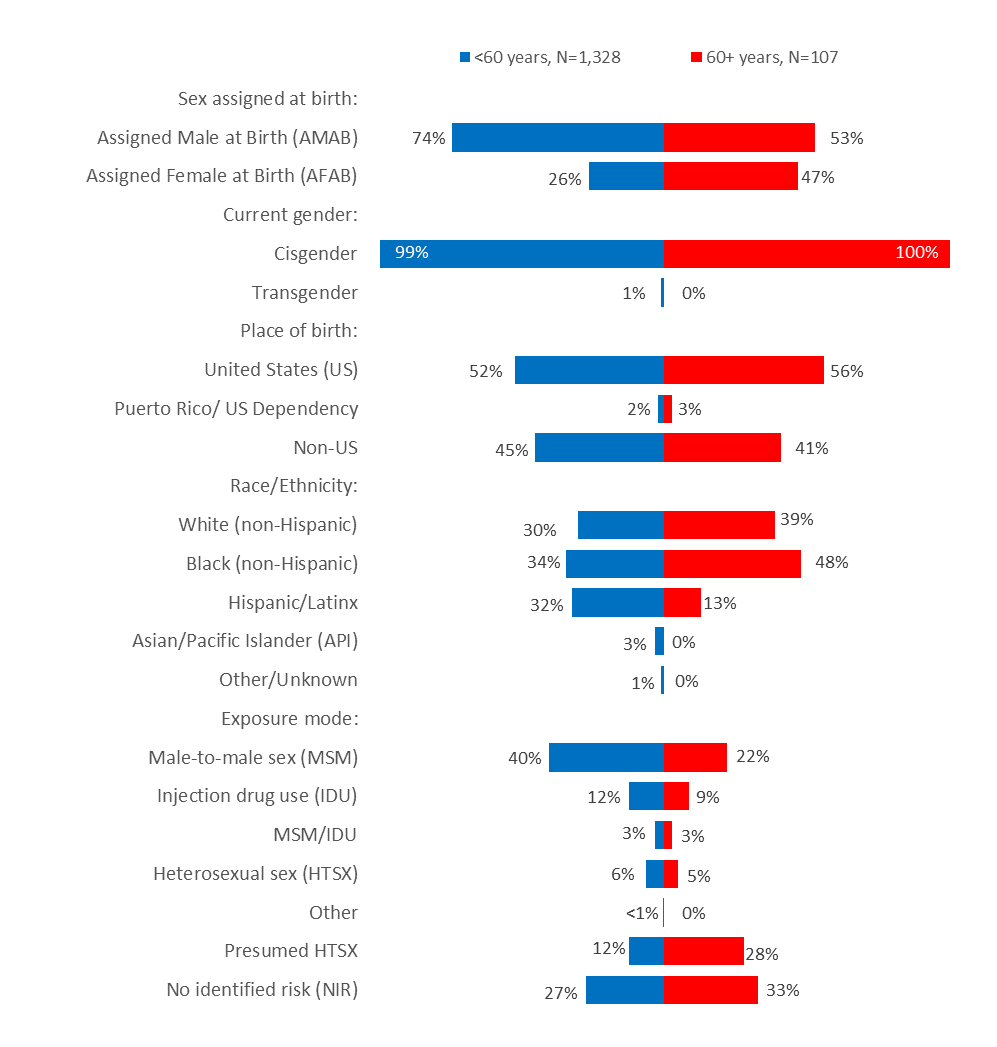 <60 years, N=1,328 60+ years, N=107
Sex assigned at birth:
Assigned Male at Birth (AMAB) 74% 53%
Assigned Female at Birth (AFAB) 26% 47%
Current gender:
Cisgender 99% 100%
Transgender 1% 0%
Place of birth:
United States (US) 52% 56%
Puerto Rico/ US Dependency 2% 3%
Non-US 45% 41%
Race/Ethnicity:
White (non-Hispanic) 30% 39%
Black (non-Hispanic) 34% 48%
Hispanic/Latinx 32% 13%
Asian/Pacific Islander (API) 3% 0%
Other/Unknown 1% 0%
Exposure mode:
Male-to-male sex (MSM) 40% 22%
Injection drug use (IDU) 12% 9%
MSM/IDU 3% 3%
Heterosexual sex (HTSX) 6% 5%
Other <1% 0%
Presumed HTSX 12% 28%
No identified risk (NIR) 27% 33%